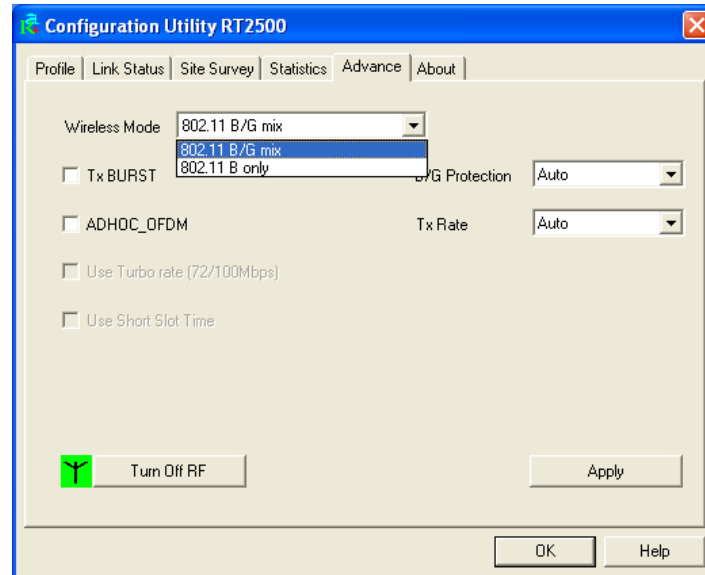 Configuration Utility RT2500
Profile Link Status Site Survey Statistics Advance About
Wireless Mode 802.11 B/G mix
802.11 B/G mix
802.11 B only
Tx BURST B/G Protection Auto
ADHOC_OFDM Tx Rate Auto
Use Turbo rate (72/100Mbps)
Use Short Slot Time
Turn Off RF Apply
OK Help